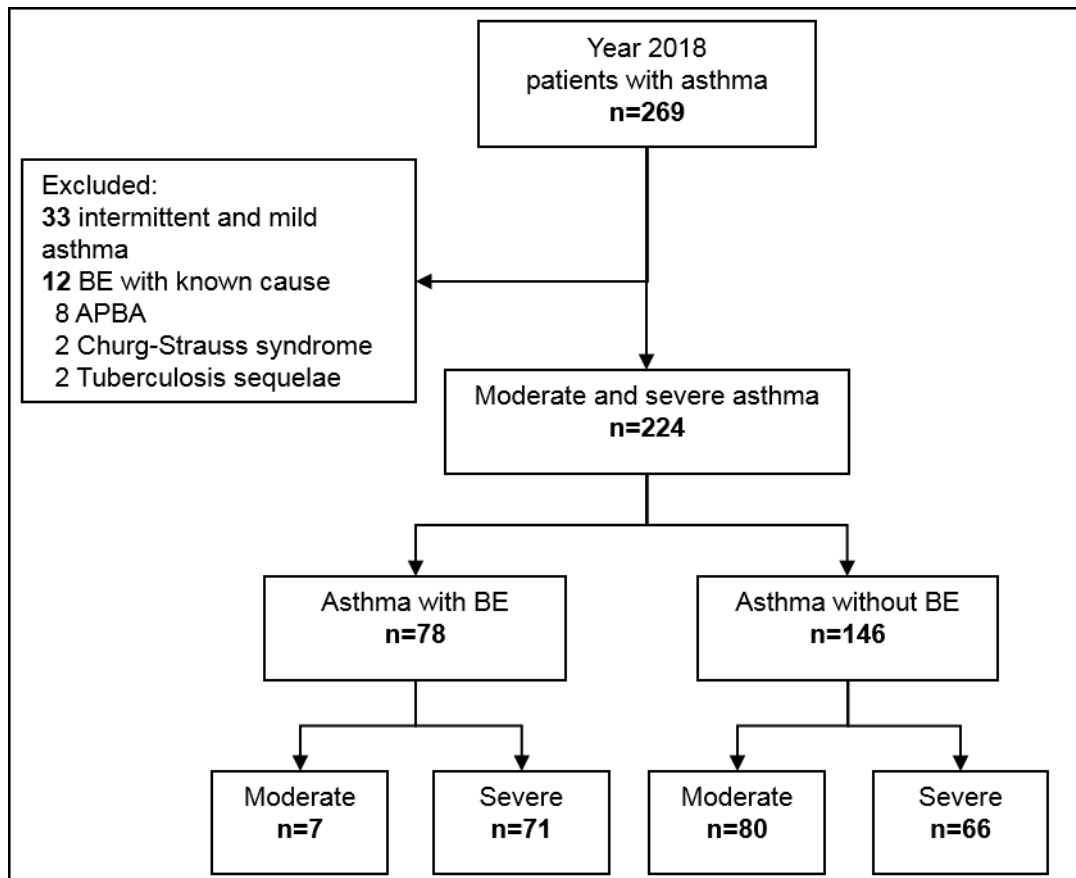 Year 2018
patients with asthma
n=269
Excluded:
33 intermittent and mild
asthma
12 BE with known cause
8 APBA
2 Churg-Strauss syndrome
2 Tuberculosis sequelae
Moderate and severe asthma
n=224
Asthma with BE
n=78
Asthma without BE
n=146
Moderate
n=7
Severe
n=71
Moderate
n=80
Severe
n=66